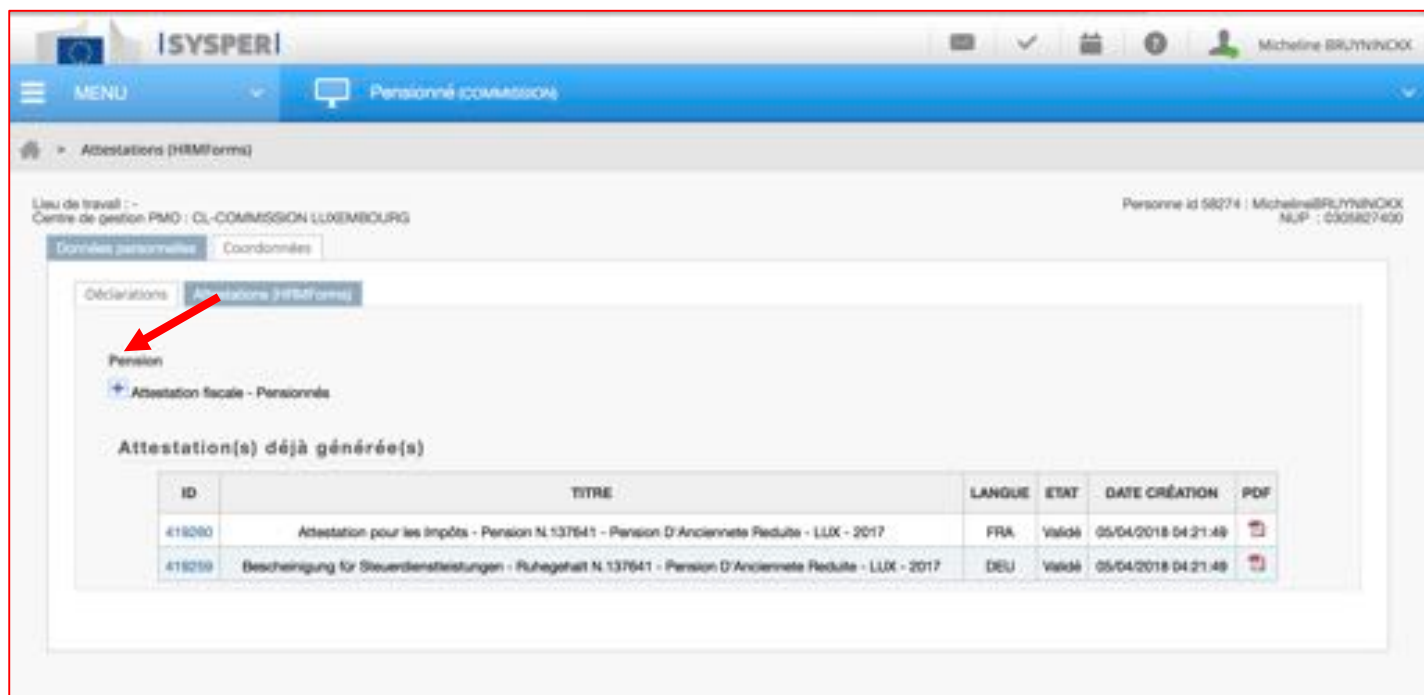 SYSPER
Micheline BRUYNINCKX
MENU
Pensionné (COMMISSION)
> Attestations (HRMForms)
Lieu de travail : -
Personne id 58274 : MichelineBRUYNINCKX
Centre de gestion PMO : CL-COMMISSION LUXEMBOURG
NUP : 0305827400
Données personnelles Coordonnées
Déclarations Attestations (HRMForms)
Pension
+ Attestation fiscale - Pensionnés
Attestation(s) déjà générée(s)
ID TITRE LANGUE ETAT DATE CRÉATION PDF
419260 Attestation pour les Impôts - Pension N.137641 - Pension D'Anciennete Reduite - LUX - 2017 FRA Validé 05/04/2018 04:21:49
419259 Bescheinigung für Steuerdienstleistungen - Ruhegehalt N.137641 - Pension D'Anciennete Reduite - LUX - 2017 DEU Validé 05/04/2018 04:21:49